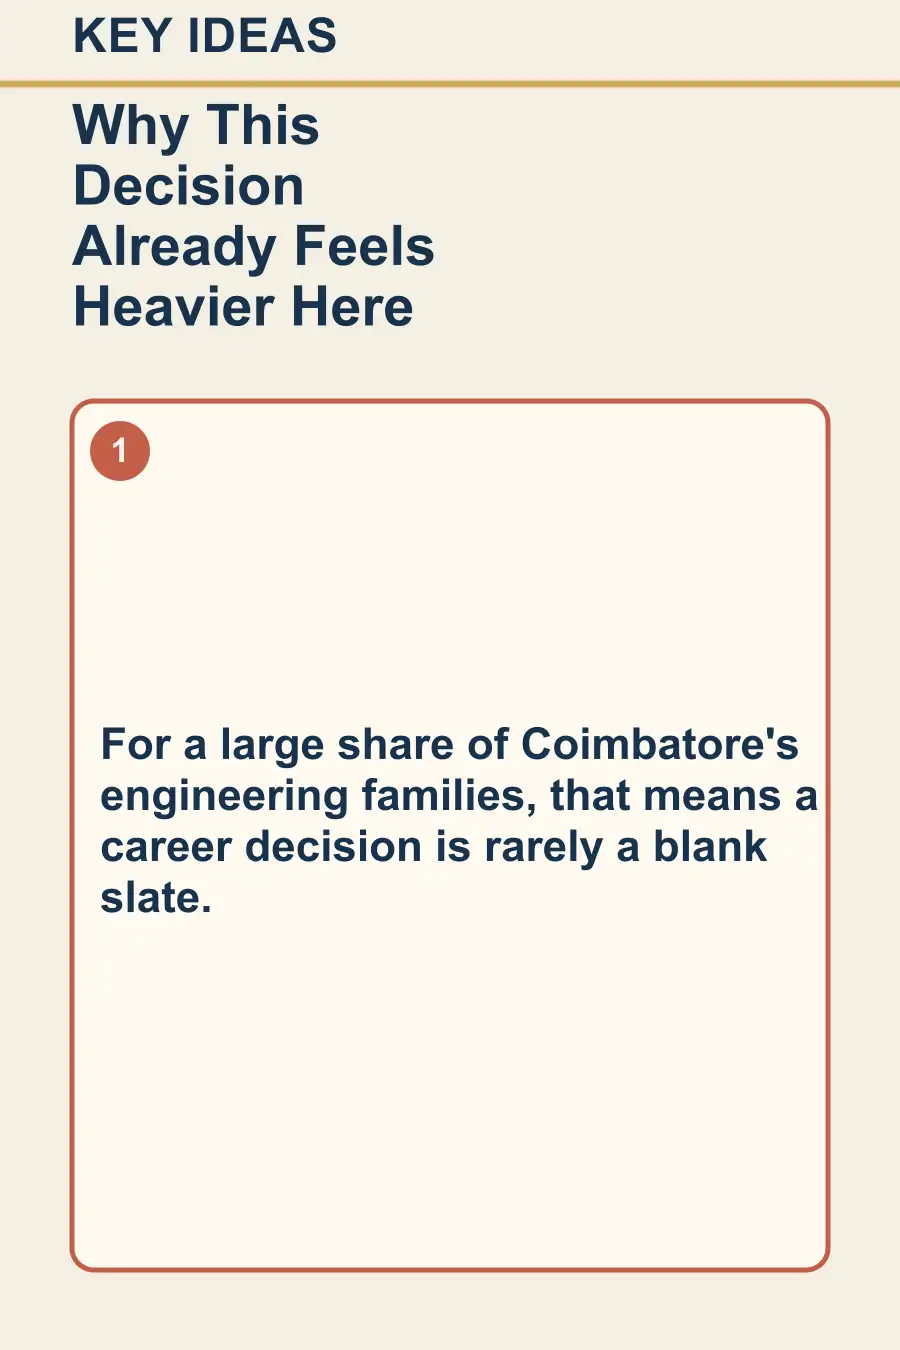 KEY IDEAS
Why This
Decision
Already Feels
Heavier Here
1
For a large share of Coimbatore's
engineering families, that means a
career decision is rarely a blank
slate.